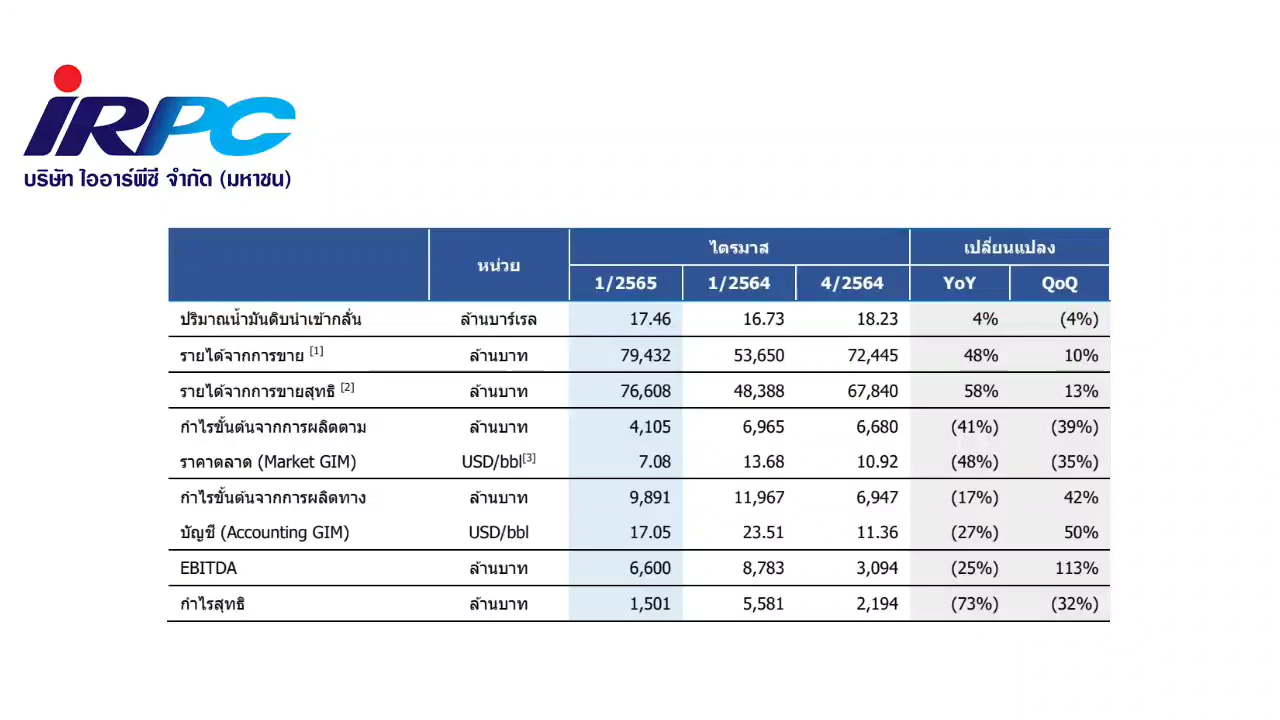 iRPC
บริษัท ไออาร์พีซี จำกัด (มหาชน)
หน่วย ไตรมาส เปลี่ยนแปลง
1/2565 1/2564 4/2564 YoY QoQ
ปริมาณน้ำมันดิบนำเข้ากลั่น ล้านบาร์เรล 17.46 16.73 18.23 4% (4%)
รายได้จากการขาย [1] ล้านบาท 79,432 53,650 72,445 48% 10%
รายได้จากการขายสุทธิ [2] ล้านบาท 76,608 48,388 67,840 58% 13%
กำไรขั้นต้นจากการผลิตตาม ล้านบาท 4,105 6,965 6,680 (41%) (39%)
ราคาตลาด (Market GIM) USD/bbl[3] 7.08 13.68 10.92 (48%) (35%)
กำไรขั้นต้นจากการผลิตทาง ล้านบาท 9,891 11,967 6,947 (17%) 42%
บัญชี (Accounting GIM) USD/bbl 17.05 23.51 11.36 (27%) 50%
EBITDA ล้านบาท 6,600 8,783 3,094 (25%) 113%
กำไรสุทธิ ล้านบาท 1,501 5,581 2,194 (73%) (32%)